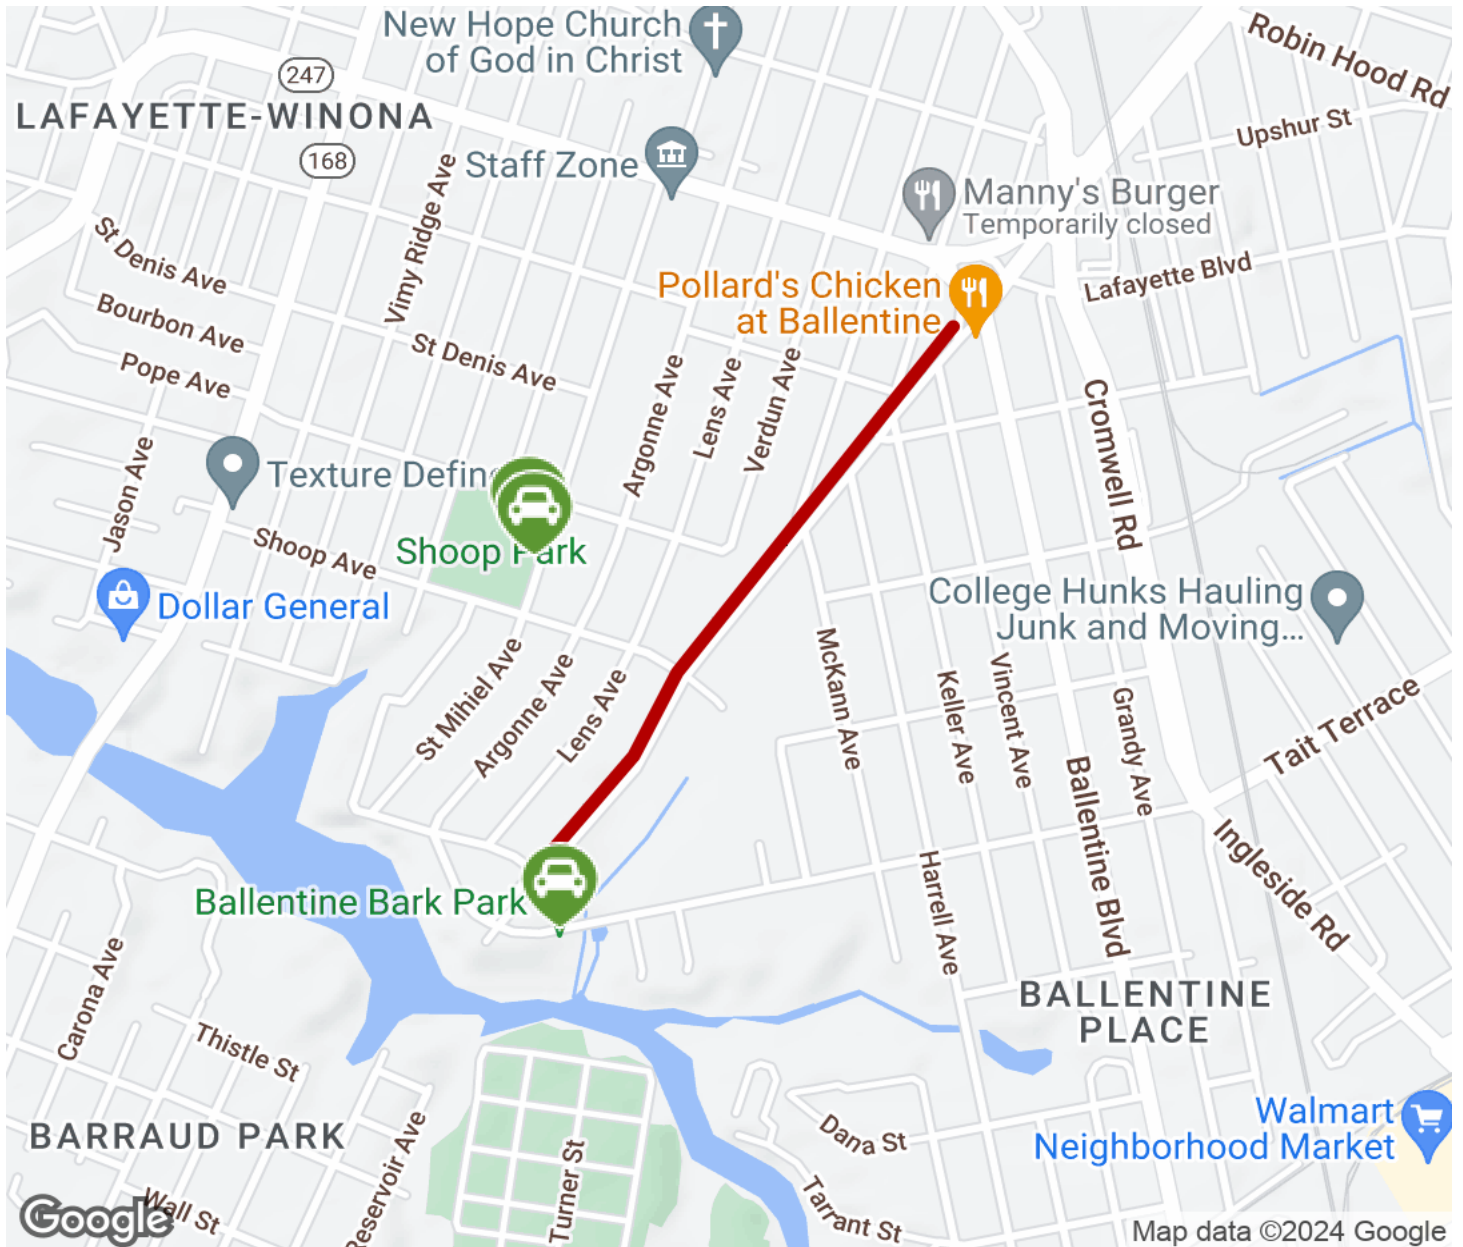 New Hope Church
of God in Christ
Robin Hood Rd
247
LAFAYETTE-WINONA
Upshur St
168
Staff Zone
Vimy Ridge Ave
Manny's Burger
Temporarily closed
St Denis Ave
Lafayette Blvd
Pollard's Chicken
at Ballentine
Bourbon Ave
St Denis Ave
Pope Ave
Argonne Ave
Lens Ave
Verdun Ave
Cromwell Rd
Jason Ave
Texture Define
Shoop Ave
Shoop Park
Dollar General
College Hunks Hauling
Junk and Moving...
St Mihiel Ave
Argonne Ave
Lens Ave
McKann Ave
Keller Ave
Vincent Ave
Grandy Ave
Tait Terrace
Ballentine Blvd
Ingleside Rd
Harrell Ave
Ballentine Bark Park
Carona Ave
BALLENTINE
PLACE
Thistle St
BARRAUD PARK
Reservoir Ave
Turner St
Dana St
Walmart
Neighborhood Market
Wall St
Tarrant St
Google
Map data ©2024 Google